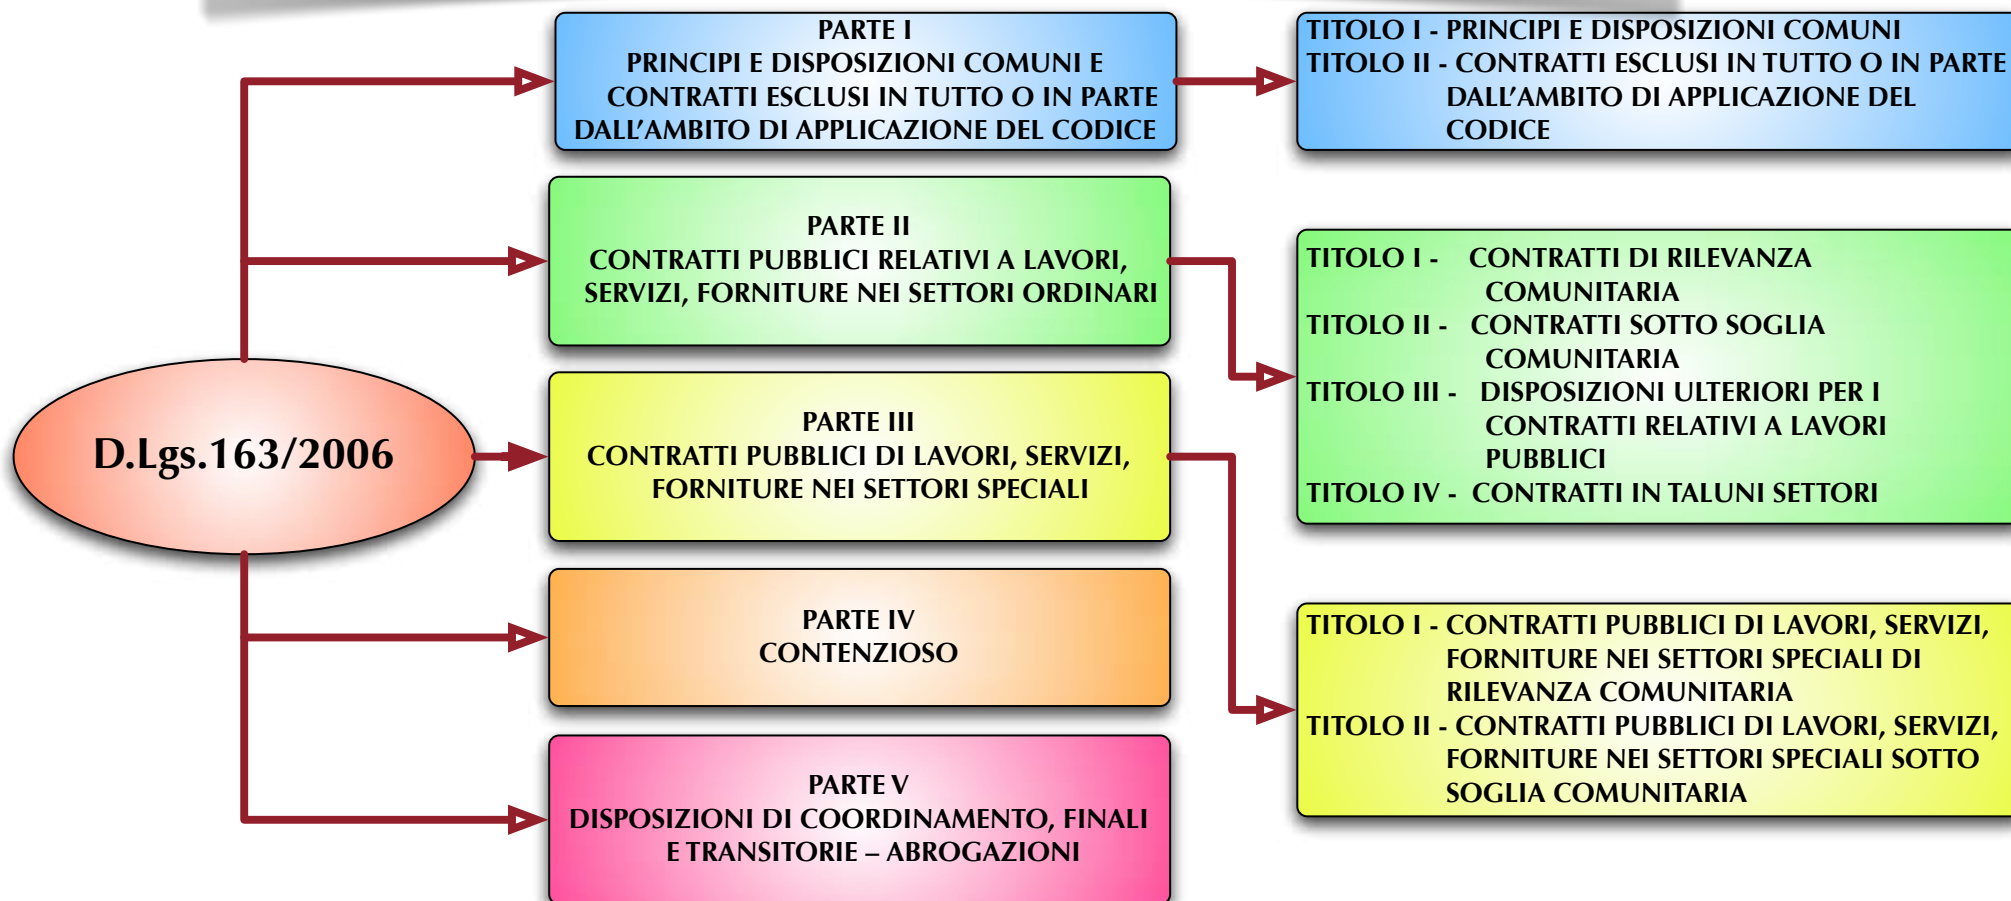 D.Lgs.163/2006
PARTE I
PRINCIPI E DISPOSIZIONI COMUNI E
CONTRATTI ESCLUSI IN TUTTO O IN PARTE
DALL’AMBITO DI APPLICAZIONE DEL CODICE
TITOLO I - PRINCIPI E DISPOSIZIONI COMUNI
TITOLO II - CONTRATTI ESCLUSI IN TUTTO O IN PARTE
DALL’AMBITO DI APPLICAZIONE DEL
CODICE
PARTE II
CONTRATTI PUBBLICI RELATIVI A LAVORI,
SERVIZI, FORNITURE NEI SETTORI ORDINARI
TITOLO I - CONTRATTI DI RILEVANZA
COMUNITARIA
TITOLO II - CONTRATTI SOTTO SOGLIA
COMUNITARIA
TITOLO III - DISPOSIZIONI ULTERIORI PER I
CONTRATTI RELATIVI A LAVORI
PUBBLICI
TITOLO IV - CONTRATTI IN TALUNI SETTORI
PARTE III
CONTRATTI PUBBLICI DI LAVORI, SERVIZI,
FORNITURE NEI SETTORI SPECIALI
TITOLO I - CONTRATTI PUBBLICI DI LAVORI, SERVIZI,
FORNITURE NEI SETTORI SPECIALI DI
RILEVANZA COMUNITARIA
TITOLO II - CONTRATTI PUBBLICI DI LAVORI, SERVIZI,
FORNITURE NEI SETTORI SPECIALI SOTTO
SOGLIA COMUNITARIA
PARTE IV
CONTENZIOSO
PARTE V
DISPOSIZIONI DI COORDINAMENTO, FINALI
E TRANSITORIE – ABROGAZIONI